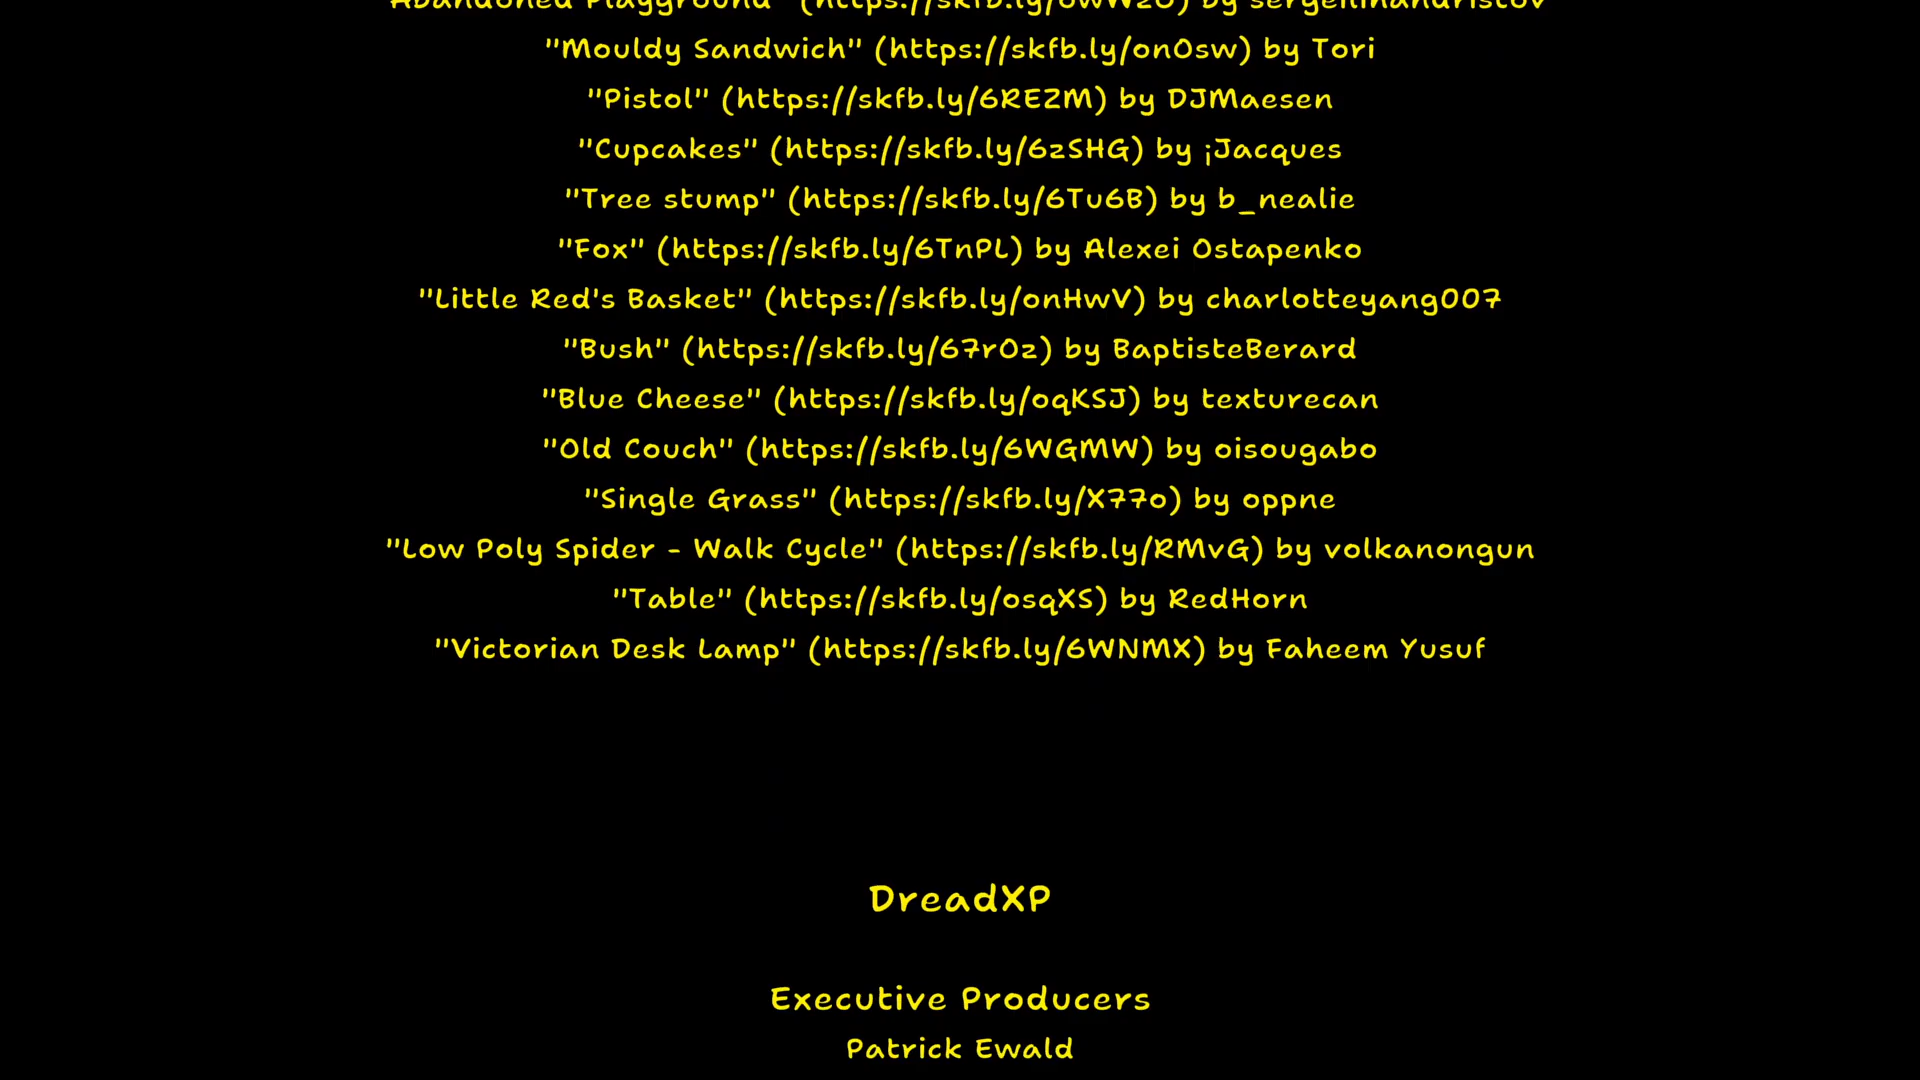 "Mouldy Sandwich" (https://skfb.ly/onOsw) by Tori
"Pistol" (https://skfb.ly/6REZM) by DJMaesen
"Cupcakes" (https://skfb.ly/6zSHG) by ¡Jacques
"Tree stump" (https://skfb.ly/6Tu6B) by b_nealie
"Fox" (https://skfb.ly/6TnPL) by Alexei Ostapenko
"Little Red's Basket" (https://skfb.ly/onHwV) by charlotteyang007
"Bush" (https://skfb.ly/67rOz) by BaptisteBerard
"Blue Cheese" (https://skfb.ly/oqKSJ) by texturecan
"Old Couch" (https://skfb.ly/6WGMW) by oisougabo
"Single Grass" (https://skfb.ly/X77o) by oppne
"Low Poly Spider - Walk Cycle" (https://skfb.ly/RMvG) by volkanongun
"Table" (https://skfb.ly/osqXS) by RedHorn
"Victorian Desk Lamp" (https://skfb.ly/6WNMX) by Faheem Yusuf
DreadXP
Executive Producers
Patrick Ewald